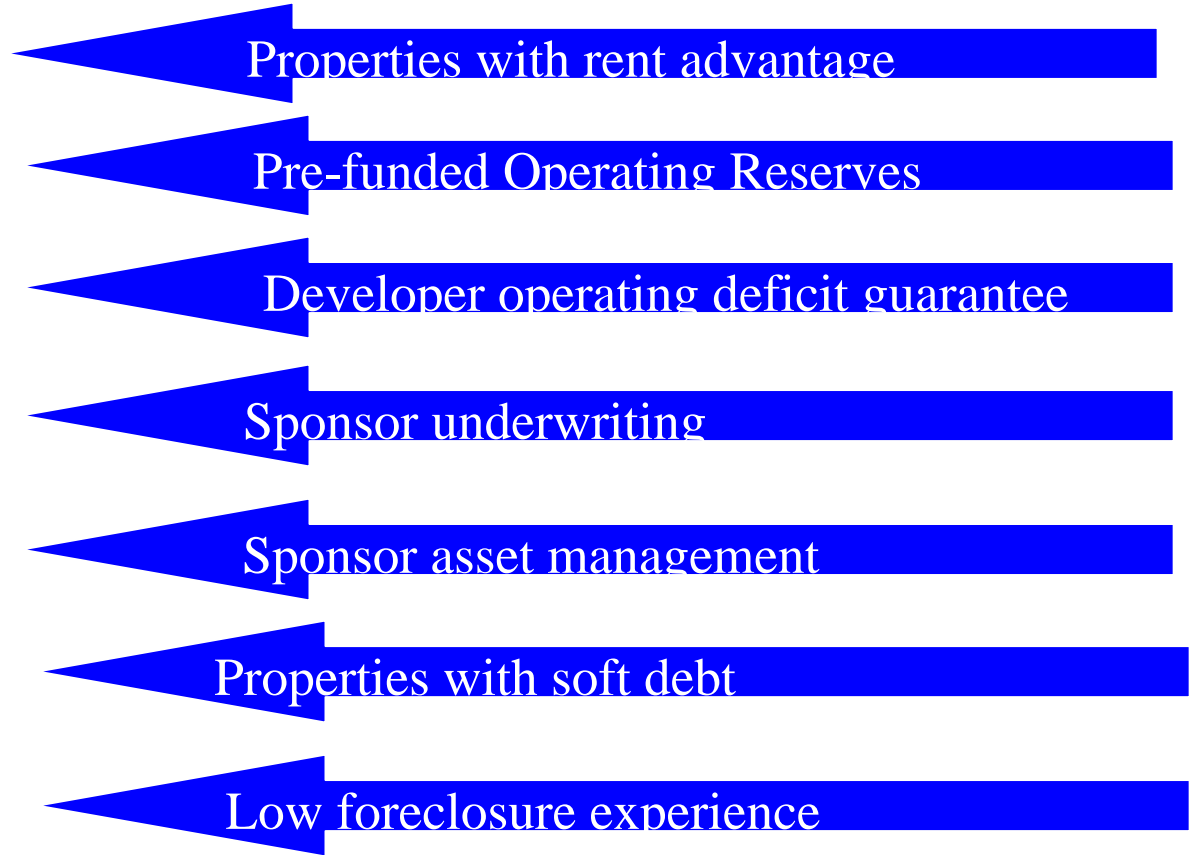 Properties with rent advantage
Pre-funded Operating Reserves
Developer operating deficit guarantee
Sponsor underwriting
Sponsor asset management
Properties with soft debt
Low foreclosure experience